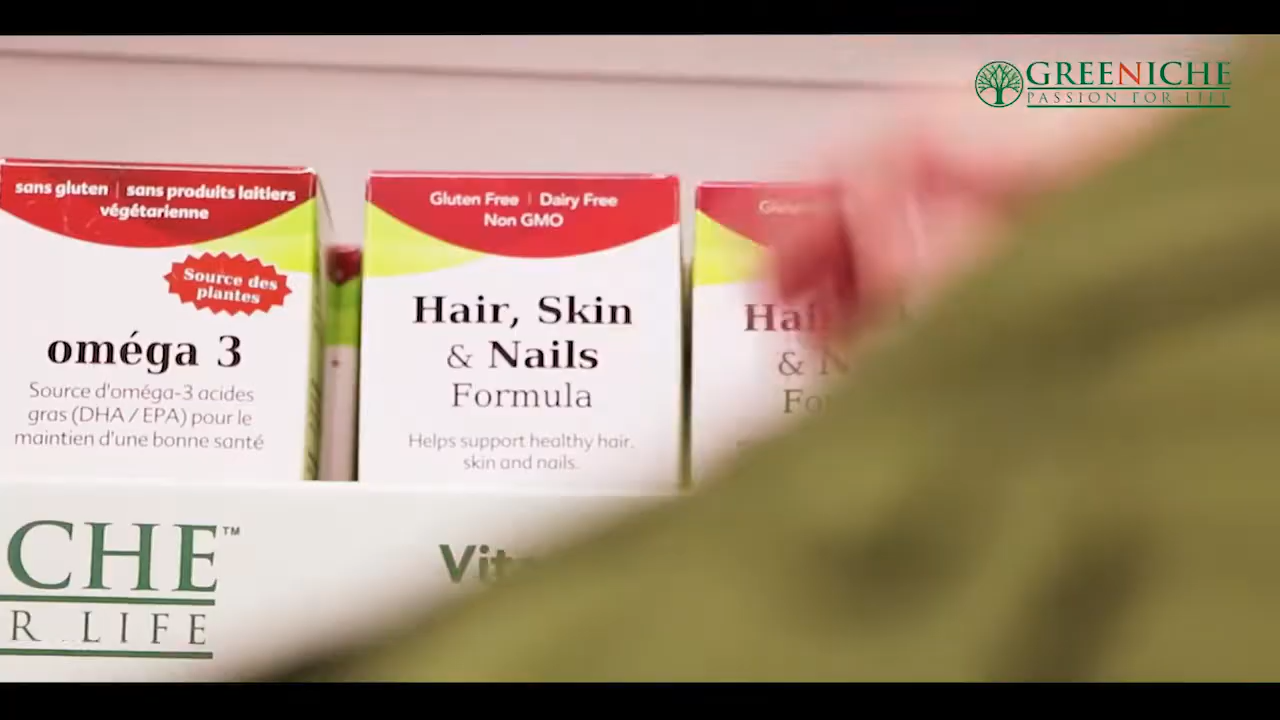 GREENICHE
PASSION FOR LIFE
sans gluten | sans produits laitiers
végétarienne
Source des
plantes
oméga 3
Source d'oméga-3 acides
gras (DHA / EPA) pour le
maintien d'une bonne santé
Gluten Free | Dairy Free
Non GMO
Hair, Skin
& Nails
Formula
Helps support healthy hair,
skin and nails.
&
CHE™
R LIFE